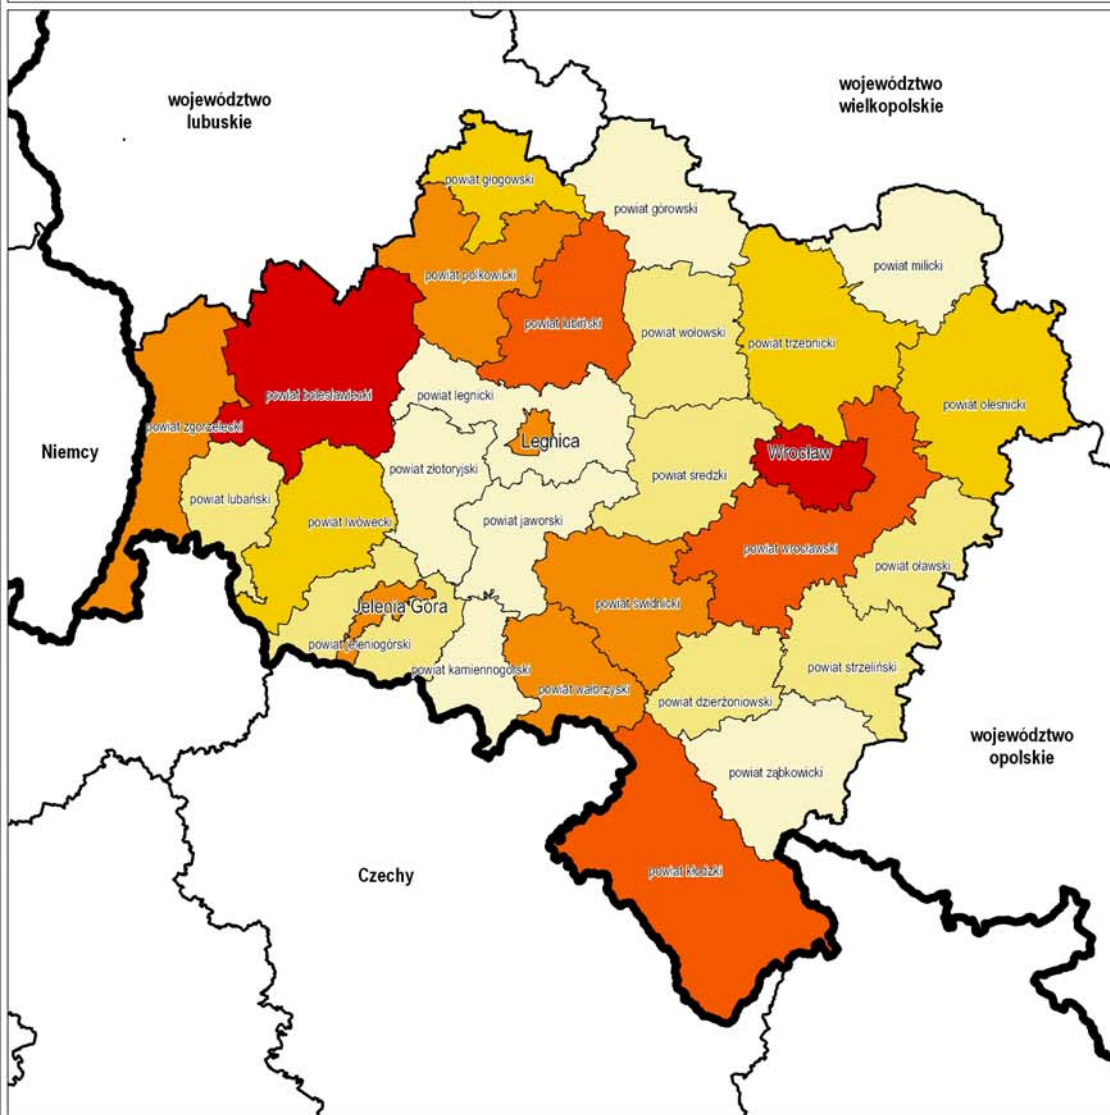 województwo
lubuskie
województwo
wielkopolskie
powiat głogowski
powiat górowski
powiat milicki
powiat polkowicki
powiat lubiński
powiat wołowski
powiat trzebnicki
powiat bolesławiecki
powiat legnicki
powiat oleśnicki
powiat zgorzelecki
Niemcy
Legnica
Wrocław
powiat złotoryjski
powiat średzki
powiat lubański
powiat lwówecki
powiat jaworski
powiat wrocławski
powiat oławski
Jelenia Góra
powiat świdnicki
powiat jeleniogórski
powiat kamiennogórski
powiat strzeliński
powiat wałbrzyski
powiat dzierżoniowski
województwo
opolskie
powiat ząbkowicki
powiat kłodzki
Czechy